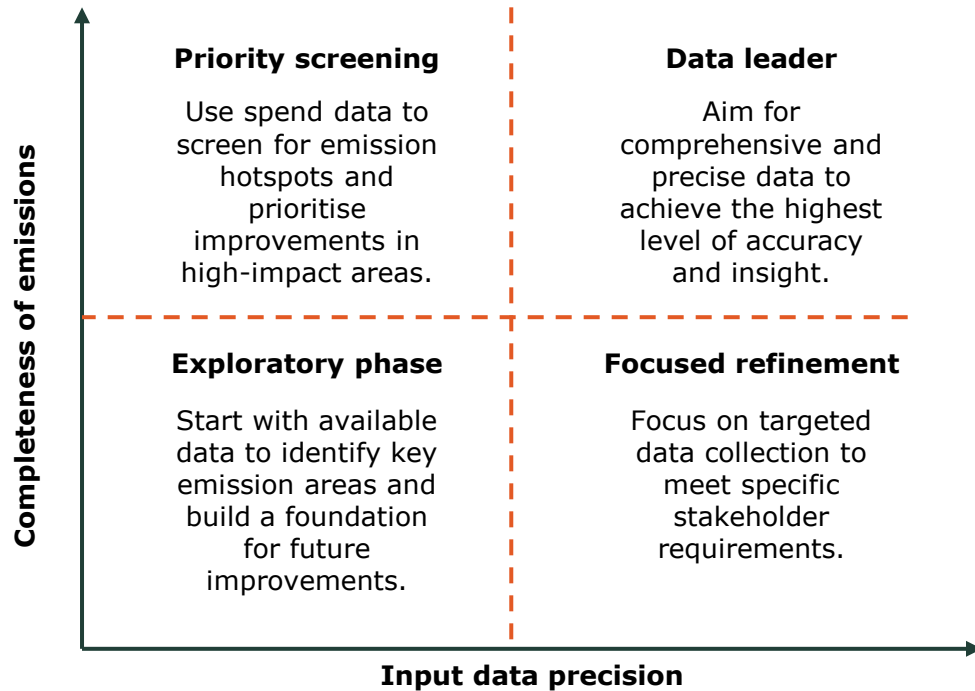 Completeness of emissions
Priority screening
Use spend data to
screen for emission
hotspots and
prioritise
improvements in
high-impact areas.
Data leader
Aim for
comprehensive and
precise data to
achieve the highest
level of accuracy
and insight.
Exploratory phase
Start with available
data to identify key
emission areas and
build a foundation
for future
improvements.
Focused refinement
Focus on targeted
data collection to
meet specific
stakeholder
requirements.
Input data precision